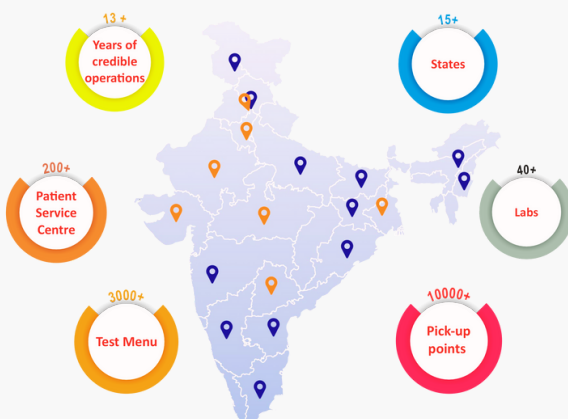 13 +
Years of
credible
operations
15+
States
200+
Patient
Service
Centre
40+
Labs
3000+
Test Menu
10000+
Pick-up
points